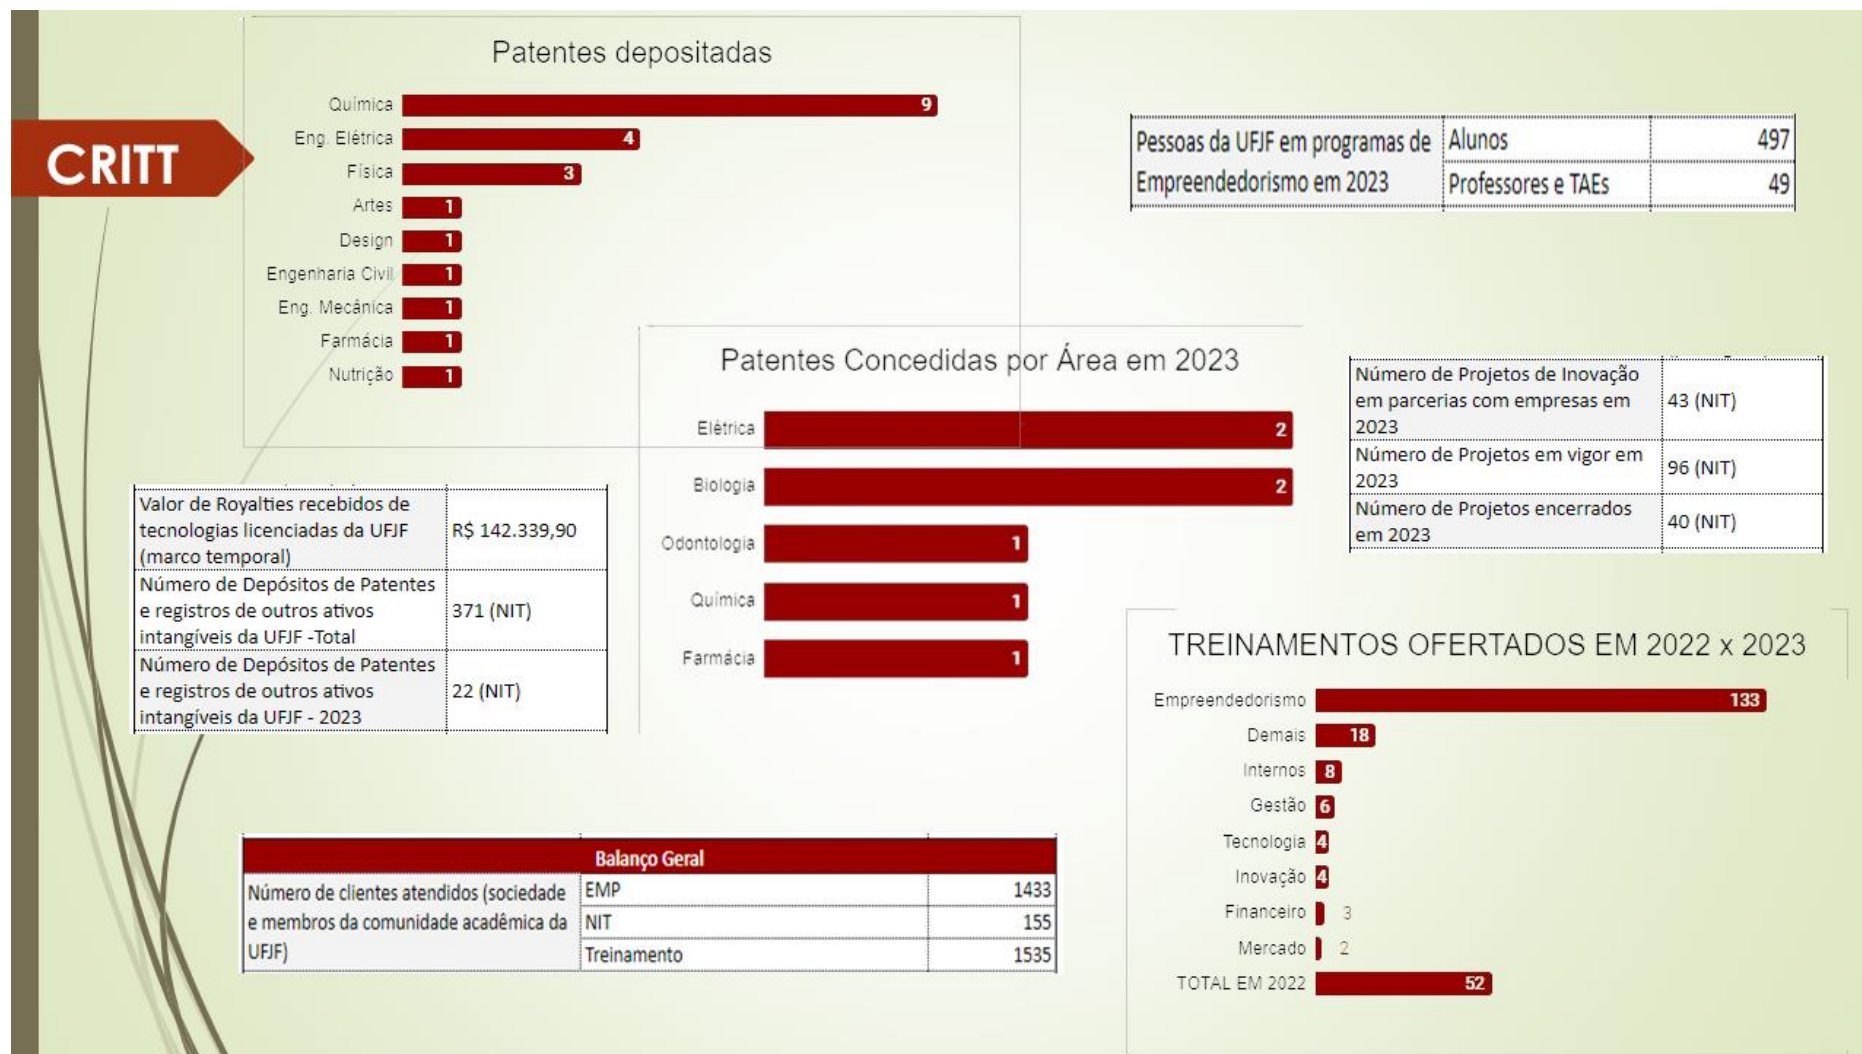 CRITT
Patentes depositadas
Química 9
Eng. Elétrica 4
Física 3
Artes 1
Design 1
Engenharia Civil 1
Eng. Mecânica 1
Farmácia 1
Nutrição 1
Pessoas da UFJF em programas de
Empreendedorismo em 2023
Alunos 497
Professores e TAEs 49
Patentes Concedidas por Área em 2023
Elétrica 2
Biologia 2
Odontologia 1
Química 1
Farmácia 1
Número de Projetos de Inovação
em parcerias com empresas em
2023
43 (NIT)
Número de Projetos em vigor em
2023
96 (NIT)
Número de Projetos encerrados
em 2023
40 (NIT)
Valor de Royalties recebidos de
tecnologias licenciadas da UFJF
(marco temporal)
R$ 142.339,90
Número de Depósitos de Patentes
e registros de outros ativos
intangíveis da UFJF -Total
371 (NIT)
Número de Depósitos de Patentes
e registros de outros ativos
intangíveis da UFJF - 2023
22 (NIT)
TREINAMENTOS OFERTADOS EM 2022 x 2023
Empreendedorismo 133
Demais 18
Internos 8
Gestão 6
Tecnologia 4
Inovação 4
Financeiro 3
Mercado 2
TOTAL EM 2022 52
Balanço Geral
Número de clientes atendidos (sociedade
e membros da comunidade acadêmica da
UFJF)
EMP 1433
NIT 155
Treinamento 1535